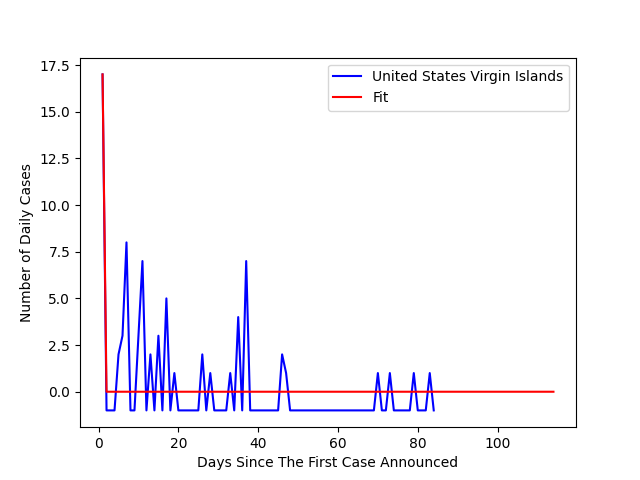 United States Virgin Islands
Fit
Number of Daily Cases
17.5
15.0
12.5
10.0
7.5
5.0
2.5
0.0
0 20 40 60 80 100
Days Since The First Case Announced